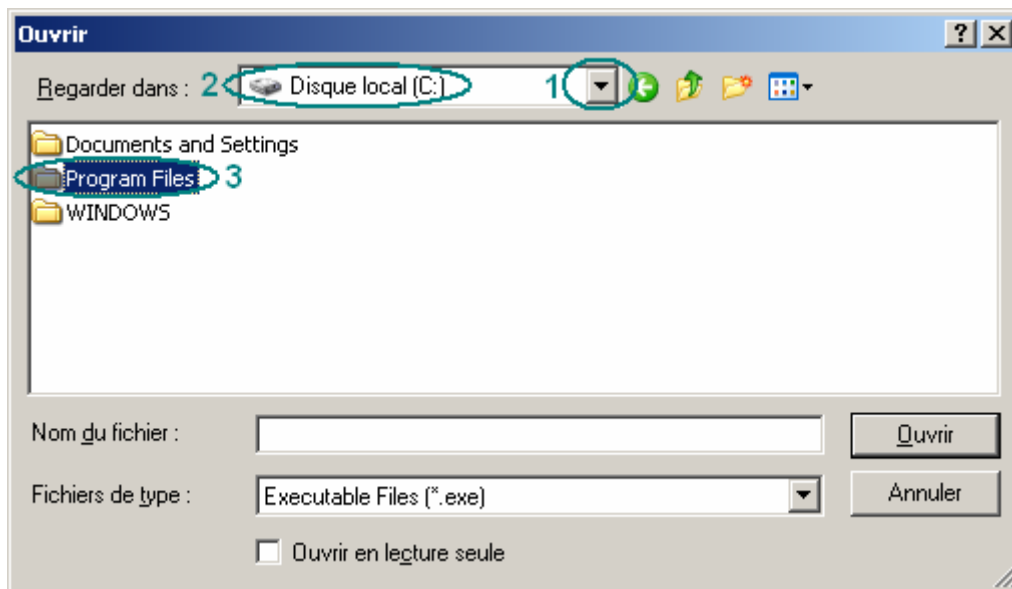 Ouvrir
Regarder dans : 2 Disque local (C:) 1
Documents and Settings
Program Files 3
WINDOWS
Nom du fichier : Ouvrir
Fichiers de type : Executable Files (*.exe) Annuler
Ouvrir en lecture seule